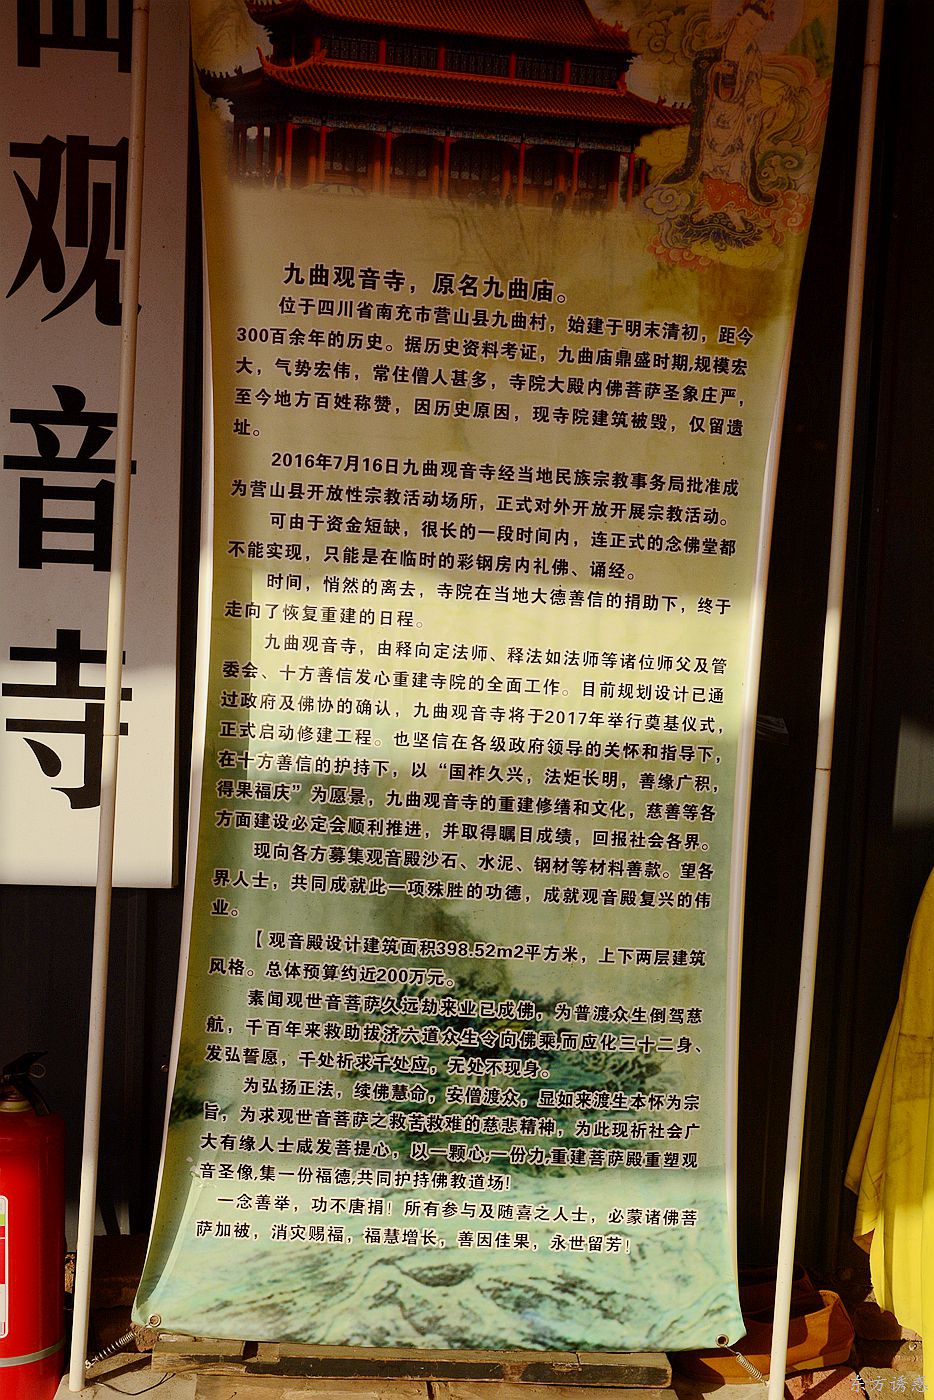 曲观音寺
九曲观音寺，原名九曲庙。
位于四川省南充市营山县九曲村，始建于明末清初，距今
300百余年的历史。据历史资料考证，九曲庙鼎盛时期,规模宏
大，气势宏伟，常住僧人甚多，寺院大殿内佛菩萨圣象庄严，
至今地方百姓称赞，因历史原因，现寺院建筑被毁，仅留遗
址。
2016年7月16日九曲观音寺经当地民族宗教事务局批准成
为营山县开放性宗教活动场所，正式对外开放开展宗教活动。
可由于资金短缺，很长的一段时间内，连正式的念佛堂都
不能实现，只能是在临时的彩钢房内礼佛、诵经。
时间，悄然的离去，寺院在当地大德善信的捐助下，终于
走向了恢复重建的日程。
九曲观音寺，由释向定法师、释法如法师等诸位师父及管
委会、十方善信发心重建寺院的全面工作。目前规划设计已通
过政府及佛协的确认，九曲观音寺将于2017年举行奠基仪式，
正式启动修建工程。也坚信在各级政府领导的关怀和指导下，
在十方善信的护持下，以“国祚久兴，法炬长明，善缘广积，
得果福庆”为愿景，九曲观音寺的重建修缮和文化，慈善等各
方面建设必定会顺利推进，并取得瞩目成绩，回报社会各界。
现向各方募集观音殿沙石、水泥、钢材等材料善款。望各
界人士，共同成就此一项殊胜的功德，成就观音殿复兴的伟
业。
【观音殿设计建筑面积398.52m2平方米，上下两层建筑
风格。总体预算约近200万元。
素闻观世音菩萨久远劫来业已成佛，为普渡众生倒驾慈
航，千百年来救助拔济六道众生令向佛乘,而应化三十二身、
发弘誓愿，千处祈求千处应，无处不现身。
为弘扬正法，续佛慧命，安僧渡众，显如来渡生本怀为宗
旨，为求观世音菩萨之救苦救难的慈悲精神，为此现祈社会广
大有缘人士咸发菩提心，以一颗心,一份力,重建菩萨殿重塑观
音圣像,集一份福德,共同护持佛教道场!
一念善举，功不唐捐！所有参与及随喜之人士，必蒙诸佛菩
萨加被，消灾赐福，福慧增长，善因佳果，永世留芳！
东方诱惑